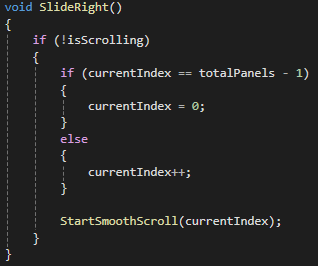 void SlideRight()
{
    if (!isScrolling)
    {
        if (currentIndex == totalPanels - 1)
        {
            currentIndex = 0;
        }
        else
        {
            currentIndex++;
        }

        StartSmoothScroll(currentIndex);
    }
}